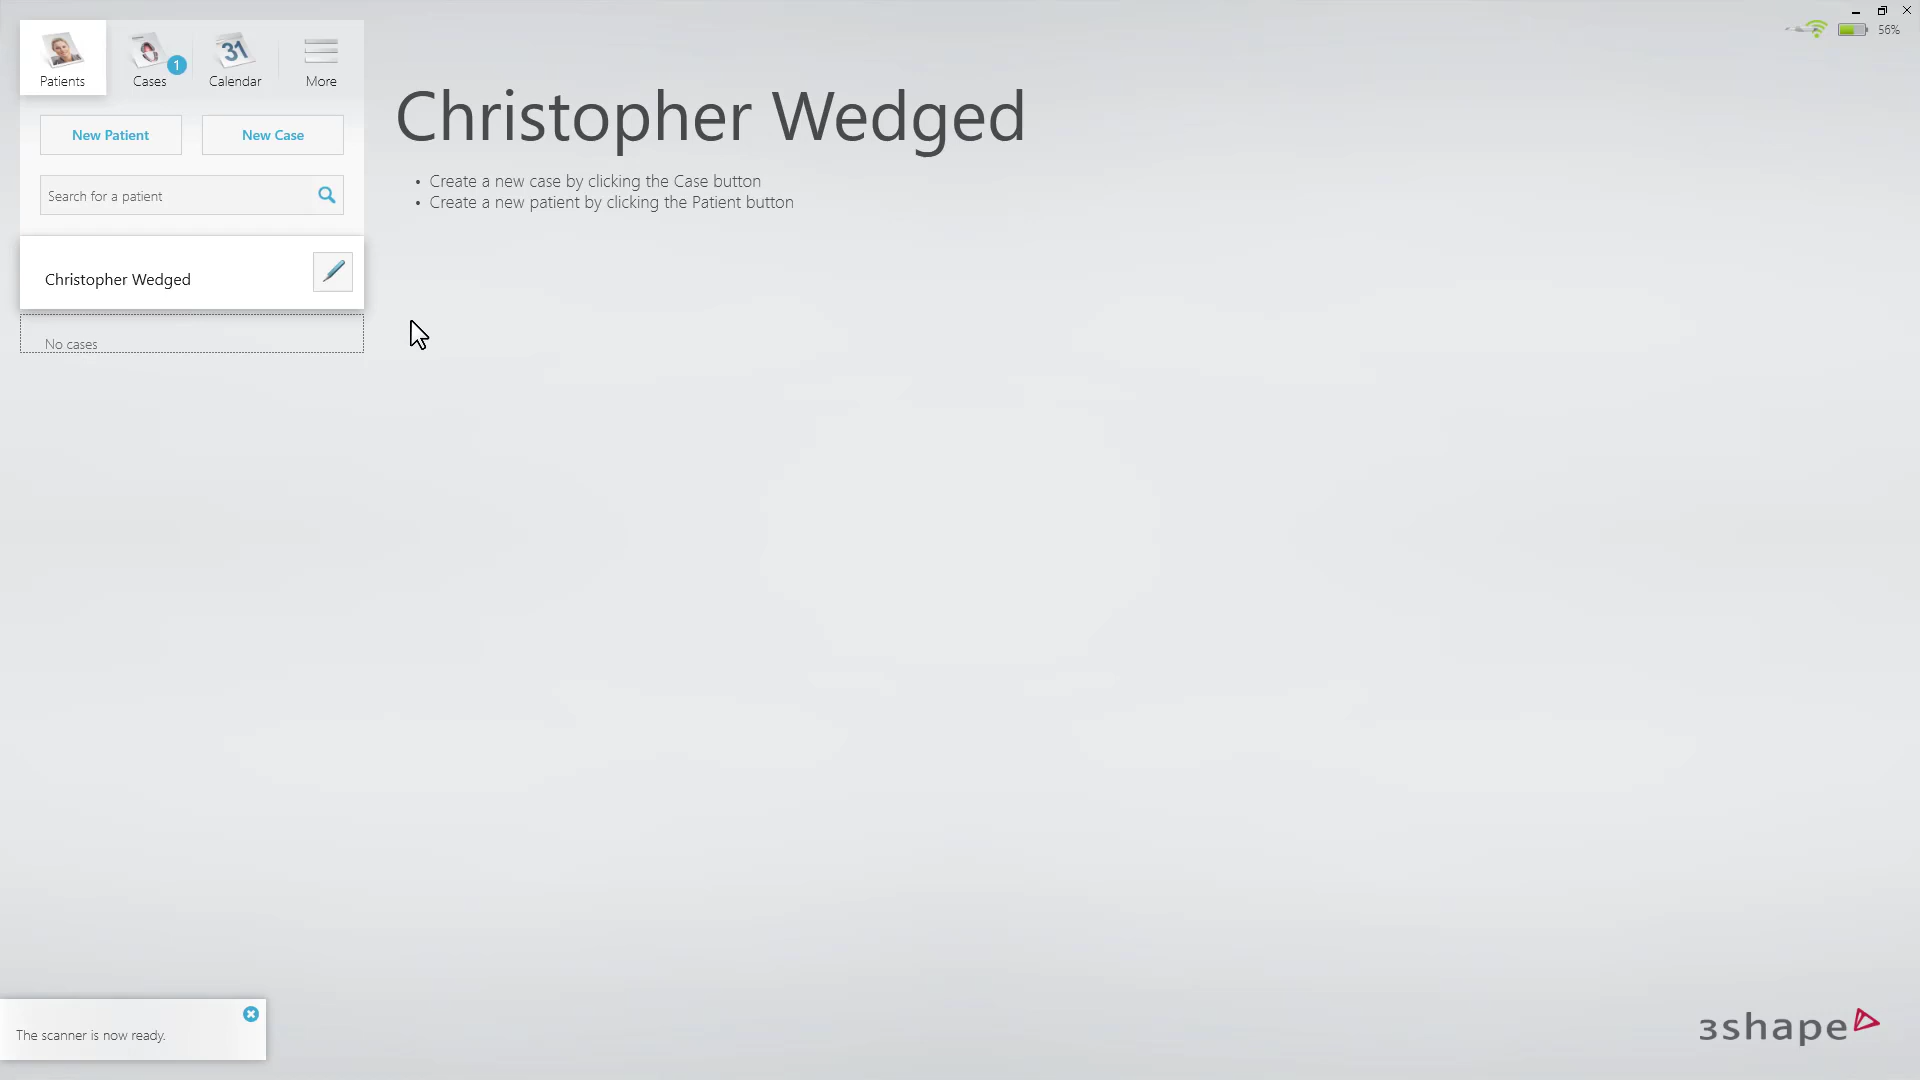 56%
Patients
Cases
1
31
Calendar
More
New Patient
New Case
Search for a patient
Christopher Wedged
No cases
Christopher Wedged
• Create a new case by clicking the Case button
• Create a new patient by clicking the Patient button
The scanner is now ready.
3shape